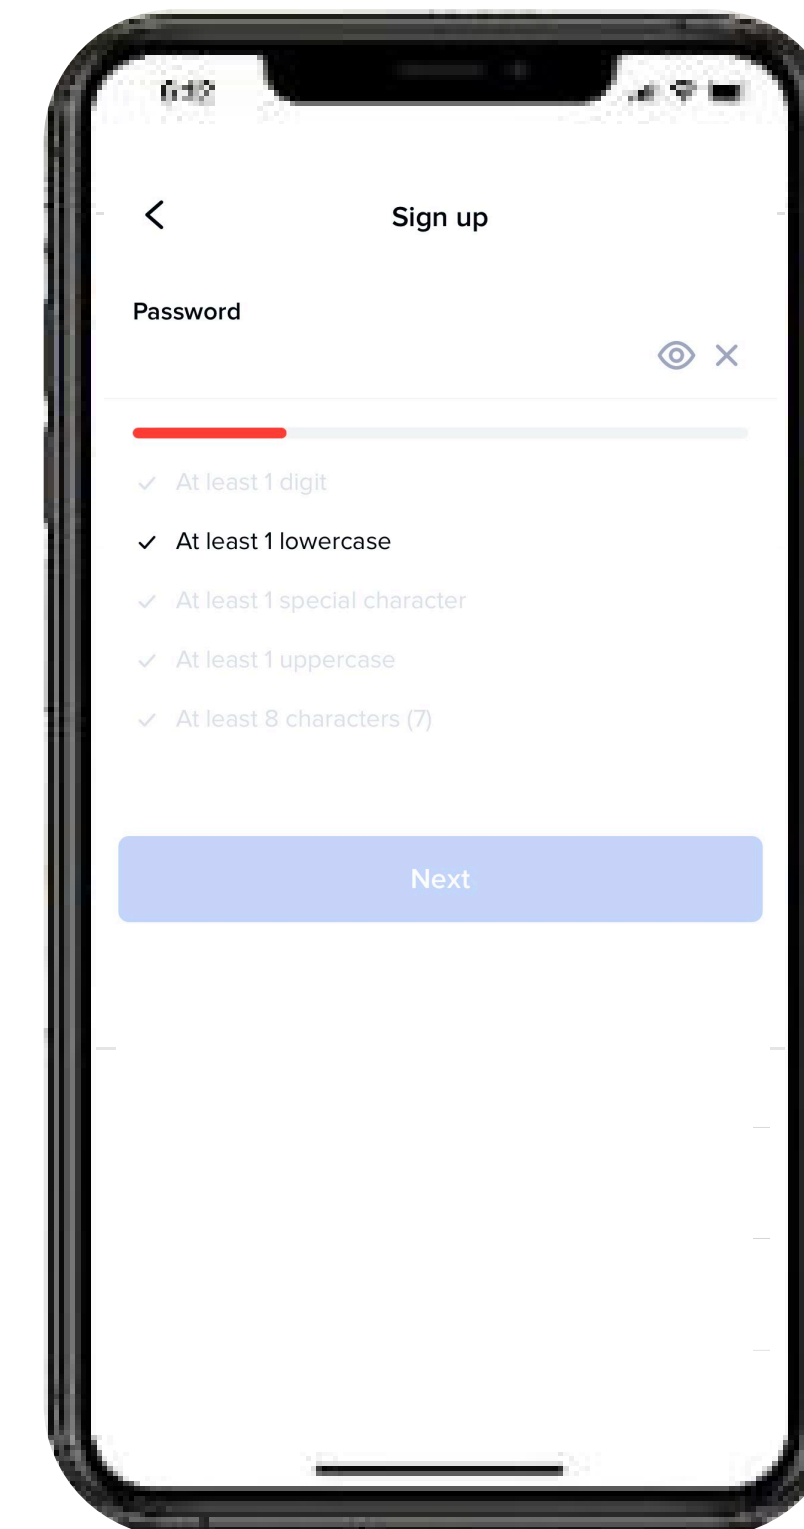 Sign up
Password
At least 1 digit
At least 1 lowercase
At least 1 special character
At least 1 uppercase
At least 8 characters (7)
Next